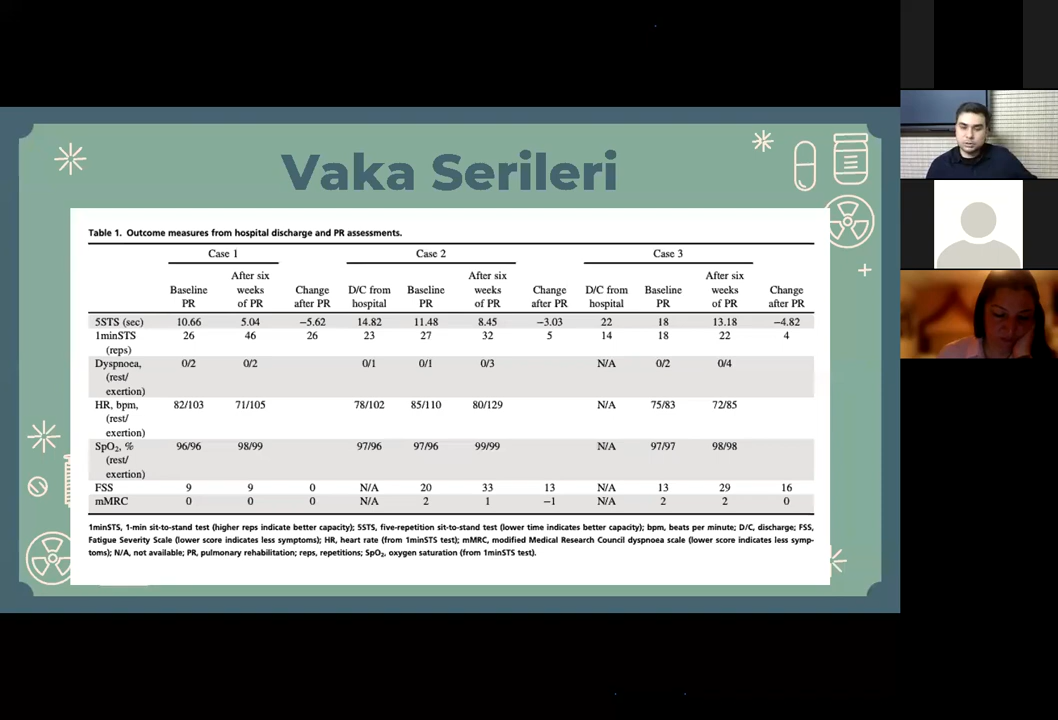 Vaka Serileri
Table 1. Outcome measures from hospital discharge and PR assessments.
Case 1 Case 2 Case 3
Baseline PR After six weeks of PR Change after PR D/C from hospital Baseline PR After six weeks of PR Change after PR D/C from hospital Baseline PR After six weeks of PR Change after PR
5STS (sec) 10.66 5.04 −5.62 14.82 11.48 8.45 −3.03 22 18 13.18 −4.82
1minSTS (reps) 26 46 26 23 27 32 5 14 18 22 4
Dyspnoea, (rest/ exertion) 0/2 0/2 0/1 0/1 0/3 N/A 0/2 0/4
HR, bpm, (rest/ exertion) 82/103 71/105 78/102 85/110 80/129 N/A 75/83 72/85
SpO₂, % (rest/ exertion) 96/96 98/99 97/96 97/96 99/99 N/A 97/97 98/98
FSS 9 9 0 N/A 20 33 13 N/A 13 29 16
mMRC 0 0 0 N/A 2 1 −1 N/A 2 2 0
1minSTS, 1-min sit-to-stand test (higher reps indicate better capacity); 5STS, five-repetition sit-to-stand test (lower time indicates better capacity); bpm, beats per minute; D/C, discharge; FSS,
Fatigue Severity Scale (lower score indicates less symptoms); HR, heart rate (from 1minSTS test); mMRC, modified Medical Research Council dyspnoea scale (lower score indicates less symp-
toms); N/A, not available; PR, pulmonary rehabilitation; reps, repetitions; SpO₂, oxygen saturation (from 1minSTS test).